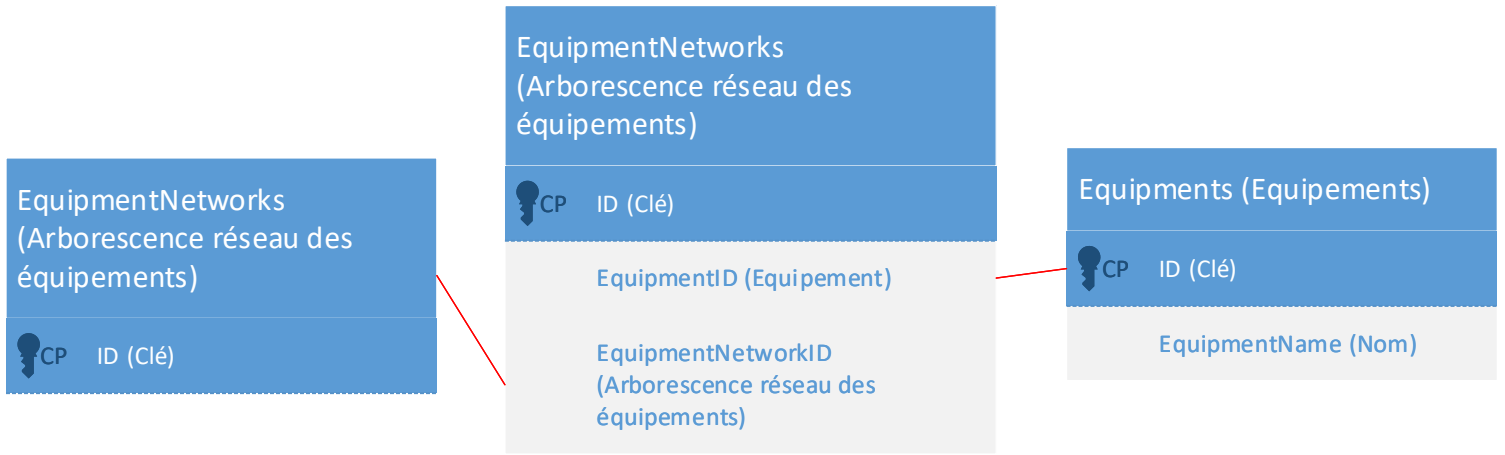 EquipmentNetworks
(Arborescence réseau des
équipements)
CP ID (Clé)
EquipmentNetworks
(Arborescence réseau des
équipements)
CP ID (Clé)
EquipmentID (Equipement)
EquipmentNetworkID
(Arborescence réseau des
équipements)
Equipments (Equipements)
CP ID (Clé)
EquipmentName (Nom)